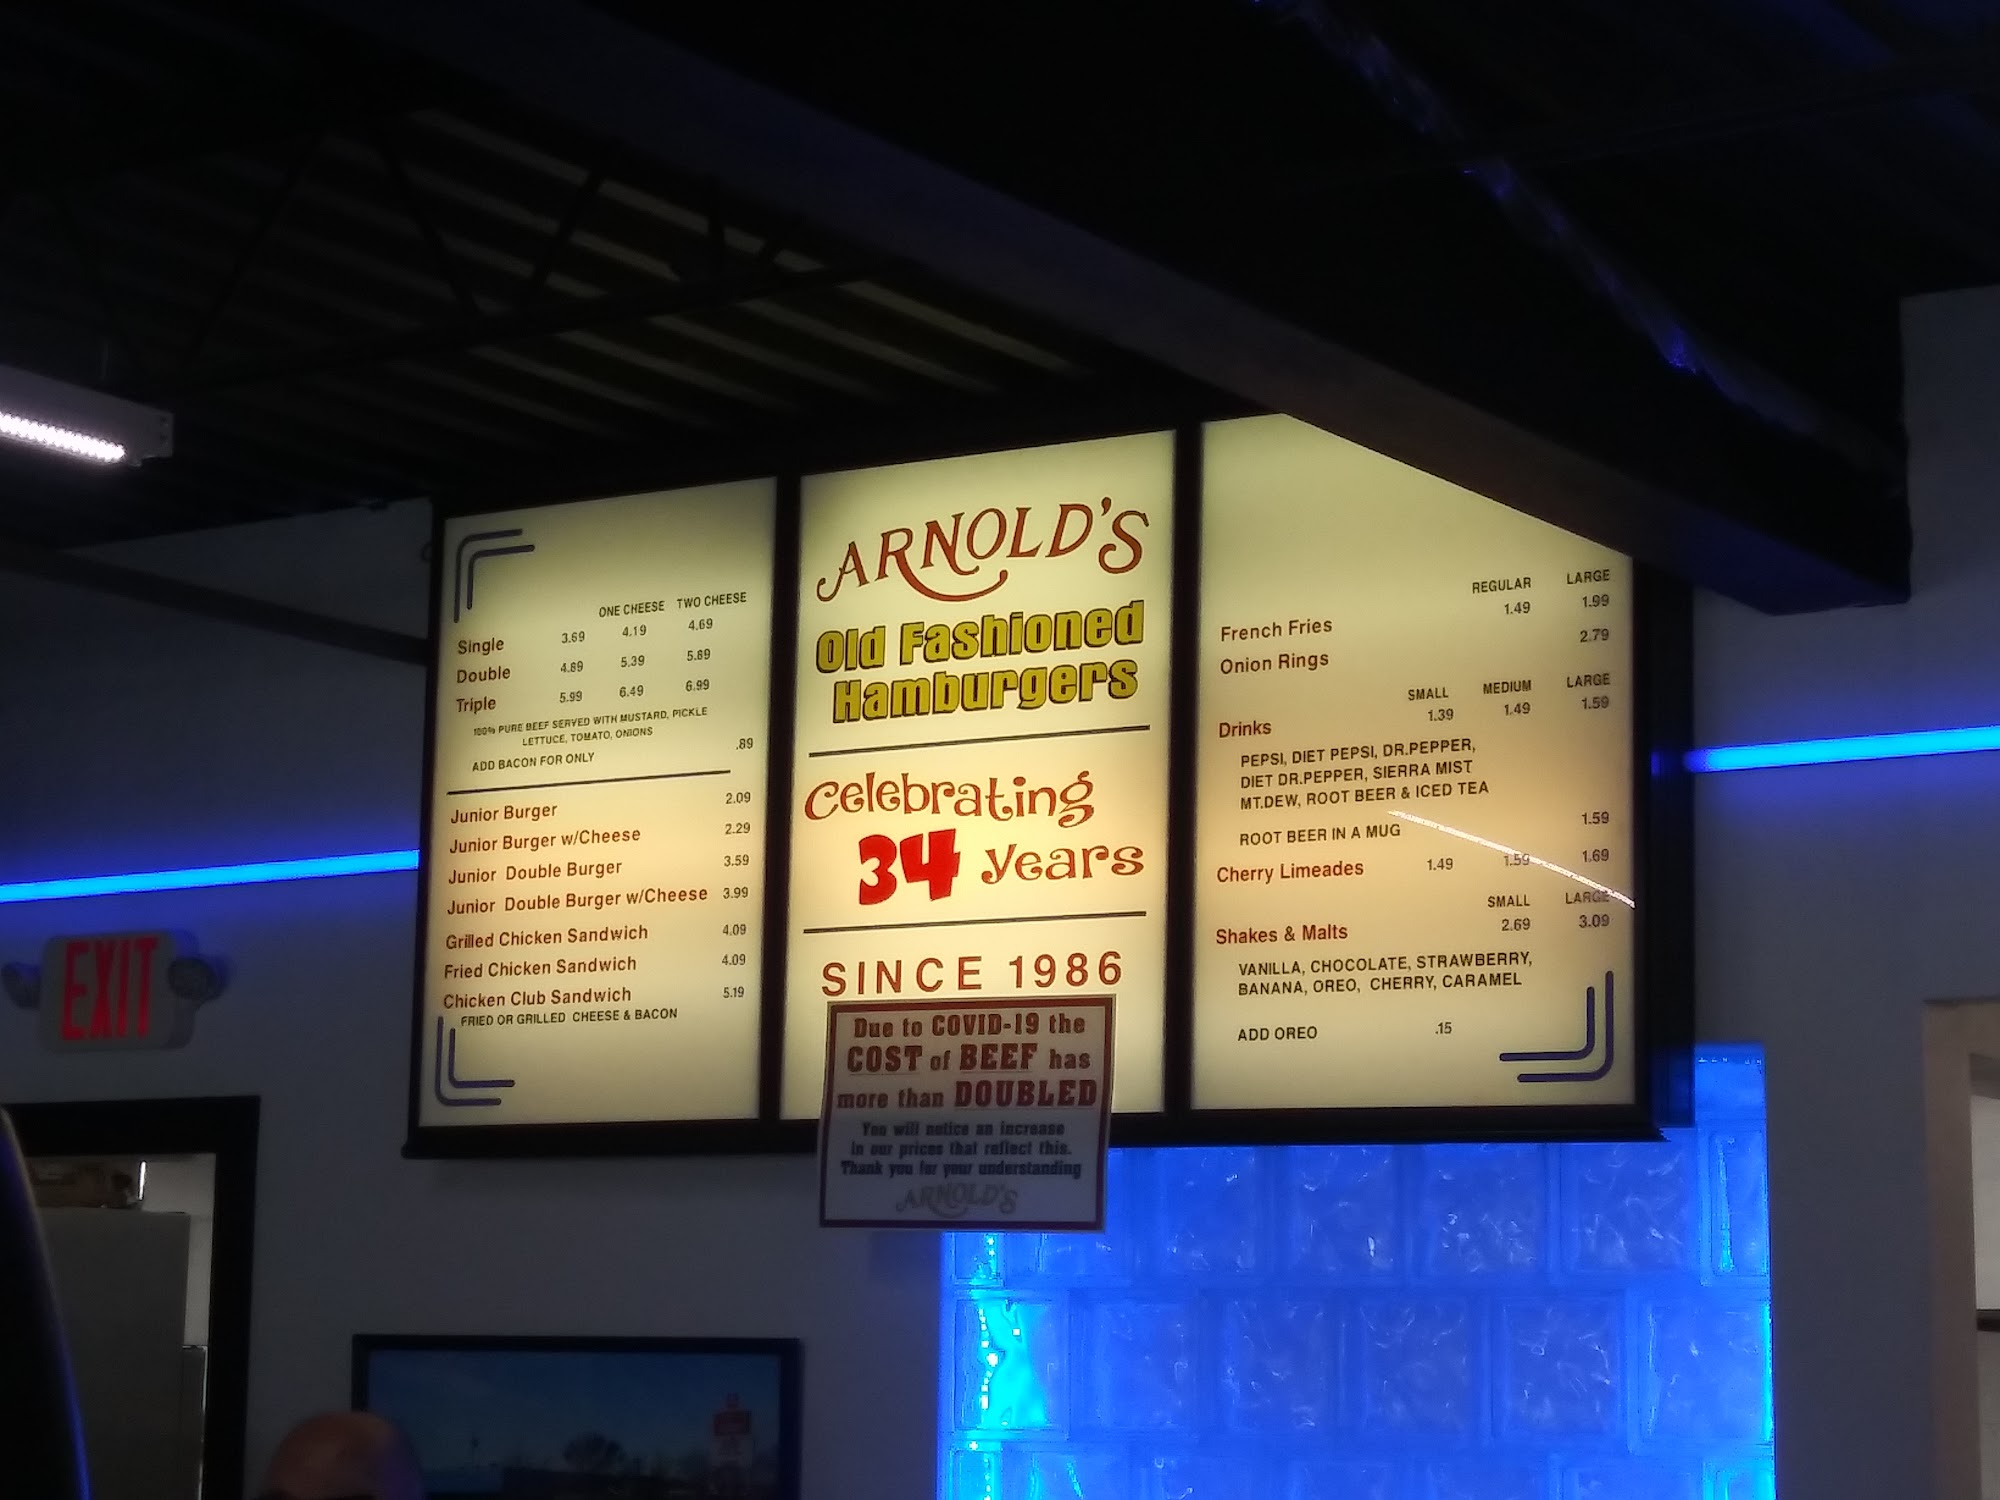 ONE CHEESE TWO CHEESE
Single 3.69 4.19 4.69
Double 4.89 5.39 5.89
Triple 5.99 6.49 6.99
100% PURE BEEF SERVED WITH MUSTARD, PICKLE
LETTUCE, TOMATO, ONIONS
ADD BACON FOR ONLY .89
Junior Burger 2.09
Junior Burger w/Cheese 2.29
Junior Double Burger 3.59
Junior Double Burger w/Cheese 3.99
Grilled Chicken Sandwich 4.09
Fried Chicken Sandwich 4.09
Chicken Club Sandwich 5.19
FRIED OR GRILLED CHEESE & BACON
ARNOLD'S
Old Fashioned
Hamburgers
Celebrating
34 years
SINCE 1986
Due to COVID-19 the
COST of BEEF has
more than DOUBLED
You will notice an increase
in our prices that reflect this.
Thank you for your understanding
ARNOLD'S
REGULAR LARGE
French Fries 1.49 1.99
Onion Rings 2.79
SMALL MEDIUM LARGE
Drinks 1.39 1.49 1.59
PEPSI, DIET PEPSI, DR.PEPPER,
DIET DR.PEPPER, SIERRA MIST
MT.DEW, ROOT BEER & ICED TEA
ROOT BEER IN A MUG 1.59
Cherry Limeades 1.49 1.59 1.69
SMALL LARGE
Shakes & Malts 2.69 3.09
VANILLA, CHOCOLATE, STRAWBERRY,
BANANA, OREO, CHERRY, CARAMEL
ADD OREO .15
EXIT